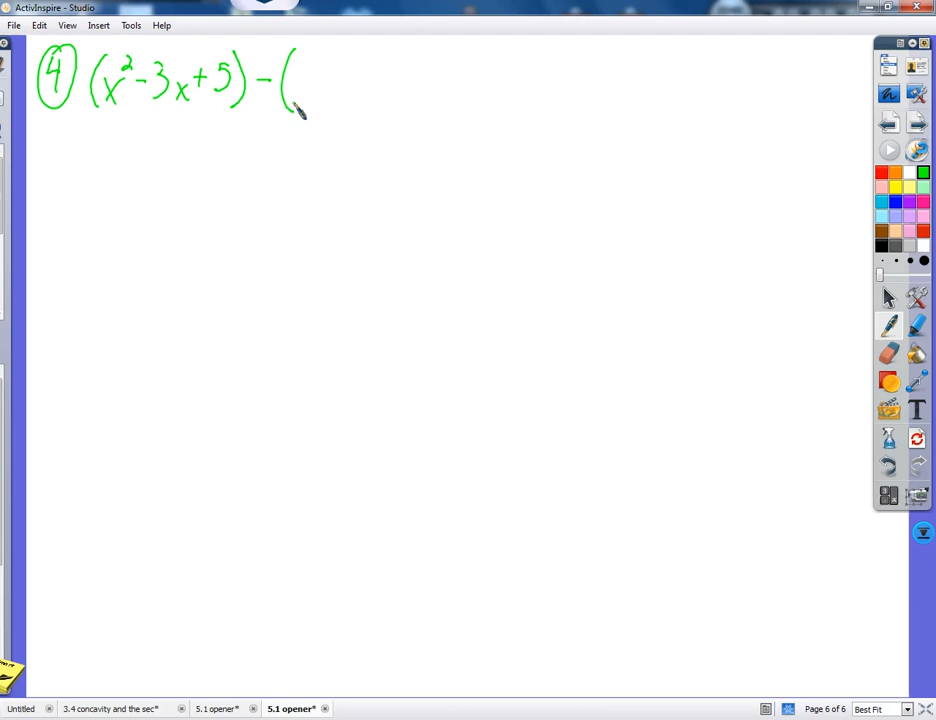 ActivInspire - Studio
File Edit View Insert Tools Help
④ (x² - 3x + 5) - (
Untitled 3.4 concavity and the sec* 5.1 opener* 5.1 opener* Page 6 of 6 Best Fit